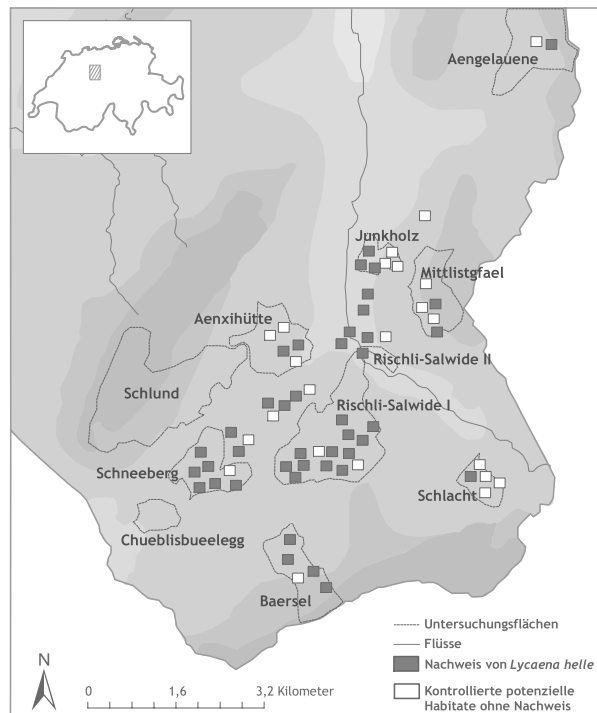 Aengelauene
Junkholz
Mittlistgfael
Aenxihütte
Rischli-Salwide II
Schlund
Rischli-Salwide I
Schneeberg
Schlacht
Chueblisbueelegg
Baersel
Untersuchungsflächen
Flüsse
Nachweis von Lycaena helle
Kontrollierte potenzielle
Habitate ohne Nachweis
N
0 1,6 3,2 Kilometer